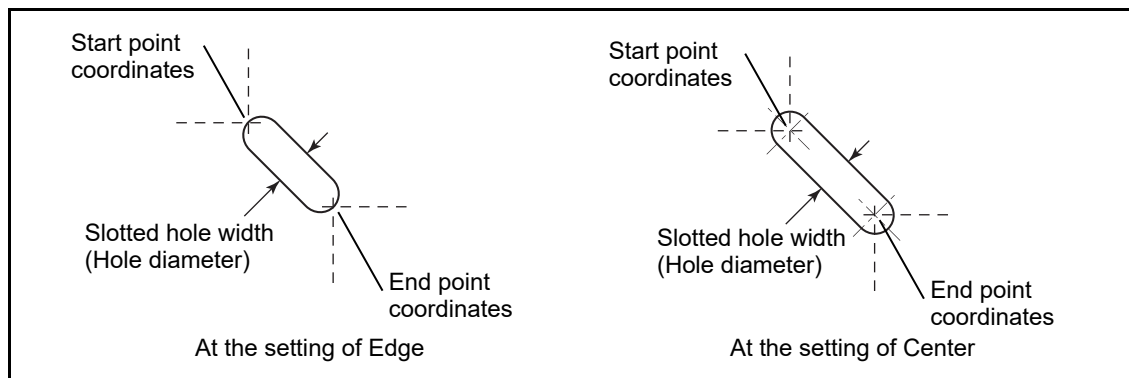 Start point
coordinates
Slotted hole width
(Hole diameter)
End point
coordinates
At the setting of Edge
Start point
coordinates
Slotted hole width
(Hole diameter)
End point
coordinates
At the setting of Center